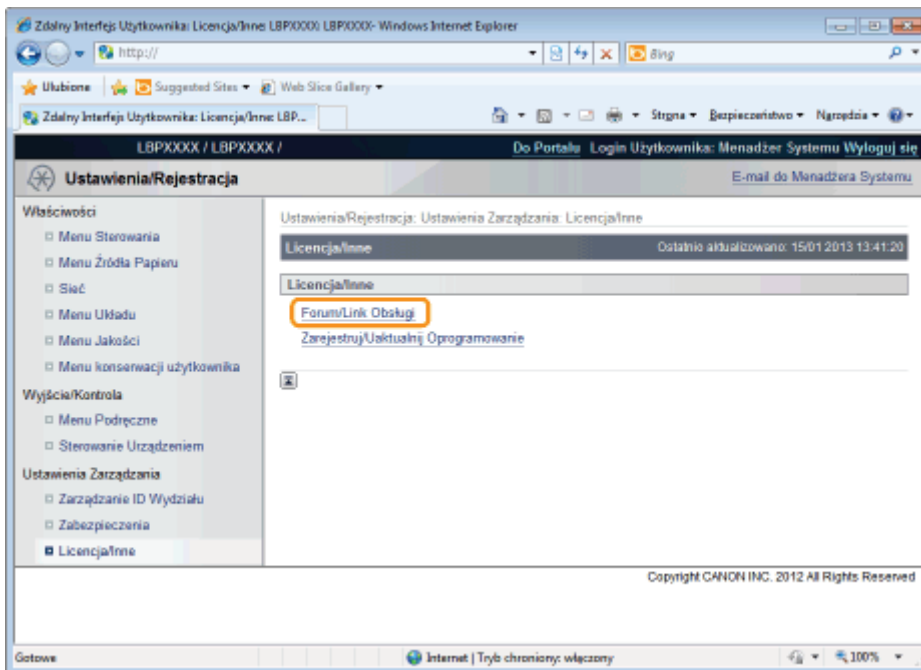 Zdalny Interfejs Użytkownika: Licencja/Inne: LBPXXXX: LBPXXXX- Windows Internet Explorer
http://
Bing
Ulubione Suggested Sites Web Slice Gallery
Zdalny Interfejs Użytkownika: Licencja/Inne: LBP... Strona Bezpieczeństwo Narzędzia
LBPXXXX / LBPXXXX / Do Portalu Login Użytkownika: Menadżer Systemu Wyloguj się
Ustawienia/Rejestracja E-mail do Menadżera Systemu
Właściwości
Menu Sterowania
Menu Źródła Papieru
Sieć
Menu Układu
Menu Jakości
Menu konserwacji użytkownika
Wyjście/Kontrola
Menu Podręczne
Sterowanie Urządzeniem
Ustawienia Zarządzania
Zarządzanie ID Wydziału
Zabezpieczenia
Licencja/Inne
Ustawienia/Rejestracja: Ustawienia Zarządzania: Licencja/Inne
Licencja/Inne Ostatnio aktualizowano: 15/01 2013 13:41:20
Licencja/Inne
Forum/Link Obsługi
Zarejestruj/Uaktualnij Oprogramowanie
Copyright CANON INC. 2012 All Rights Reserved
Gotowe Internet | Tryb chroniony: włączony 100%